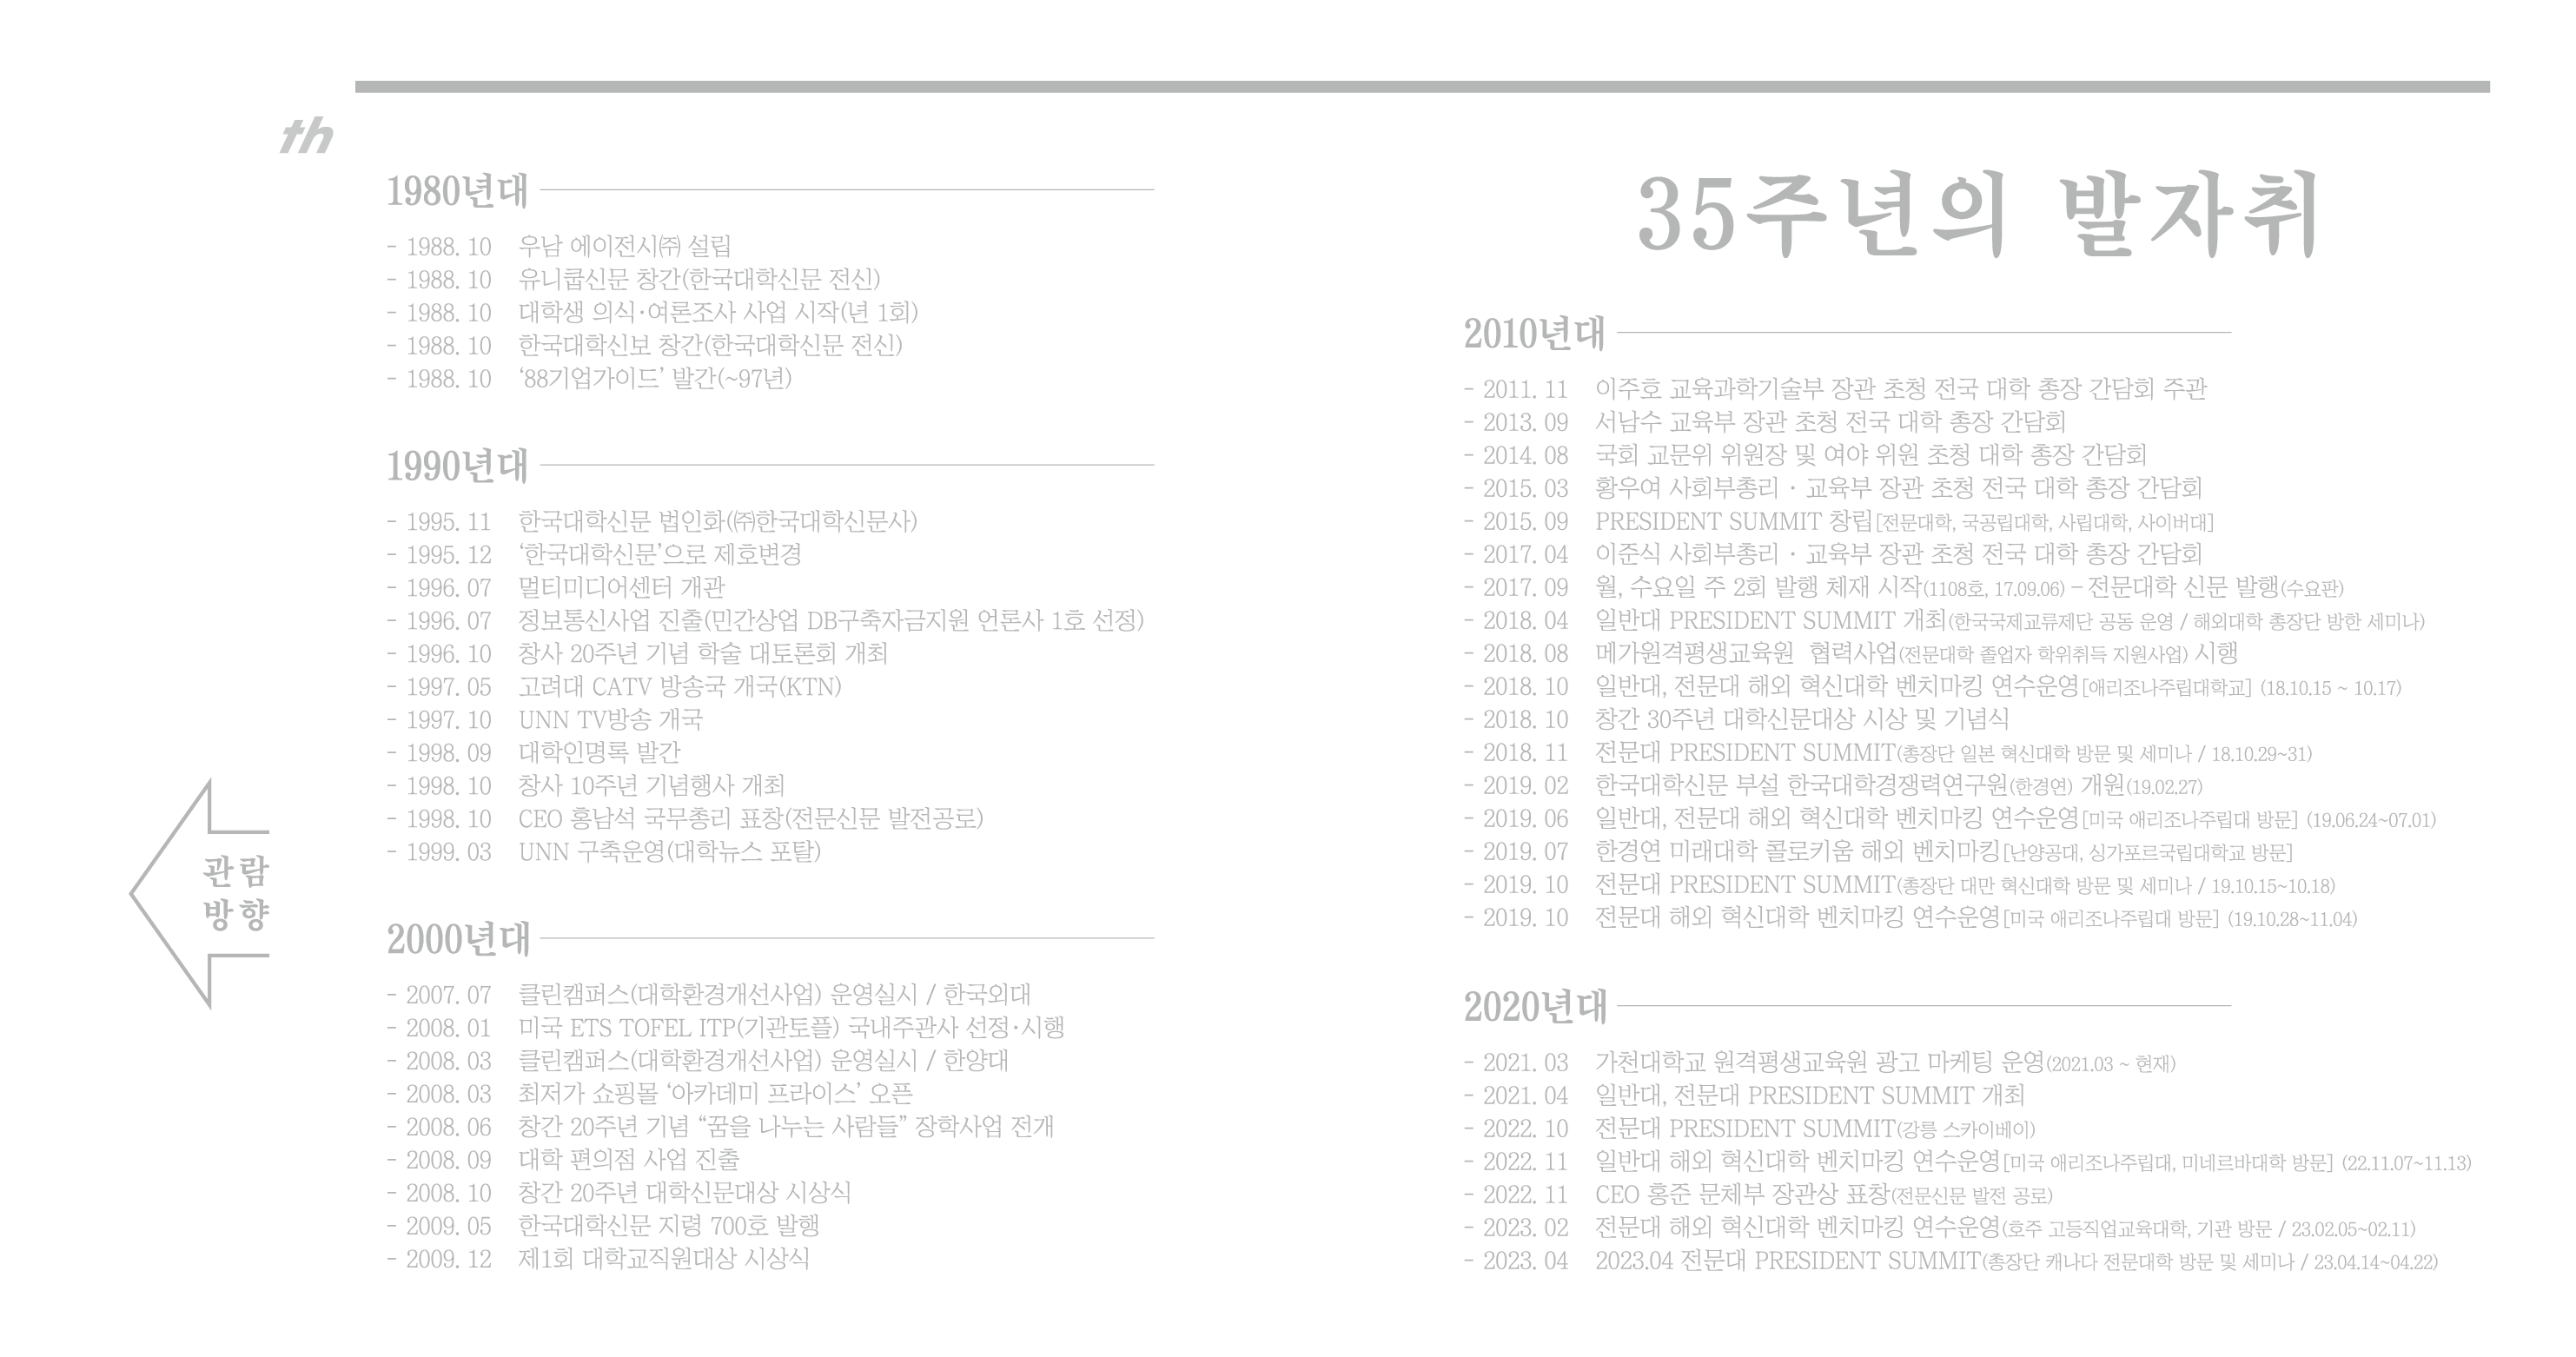 th
35주년의 발자취
1980년대
- 1988. 10 우남 에이전시㈜ 설립
- 1988. 10 유니쿱신문 창간(한국대학신문 전신)
- 1988. 10 대학생 의식·여론조사 사업 시작(년 1회)
- 1988. 10 한국대학신보 창간(한국대학신문 전신)
- 1988. 10 ‘88기업가이드’ 발간(~97년)
1990년대
- 1995. 11 한국대학신문 법인화(㈜한국대학신문사)
- 1995. 12 ‘한국대학신문’으로 제호변경
- 1996. 07 멀티미디어센터 개관
- 1996. 07 정보통신사업 진출(민간상업 DB구축자금지원 언론사 1호 선정)
- 1996. 10 창사 20주년 기념 학술 대토론회 개최
- 1997. 05 고려대 CATV 방송국 개국(KTN)
- 1997. 10 UNN TV방송 개국
- 1998. 09 대학인명록 발간
- 1998. 10 창사 10주년 기념행사 개최
- 1998. 10 CEO 홍남석 국무총리 표창(전문신문 발전공로)
- 1999. 03 UNN 구축운영(대학뉴스 포탈)
2000년대
- 2007. 07 클린캠퍼스(대학환경개선사업) 운영실시 / 한국외대
- 2008. 01 미국 ETS TOFEL ITP(기관토플) 국내주관사 선정·시행
- 2008. 03 클린캠퍼스(대학환경개선사업) 운영실시 / 한양대
- 2008. 03 최저가 쇼핑몰 ‘아카데미 프라이스’ 오픈
- 2008. 06 창간 20주년 기념 “꿈을 나누는 사람들” 장학사업 전개
- 2008. 09 대학 편의점 사업 진출
- 2008. 10 창간 20주년 대학신문대상 시상식
- 2009. 05 한국대학신문 지령 700호 발행
- 2009. 12 제1회 대학교직원대상 시상식
2010년대
- 2011. 11 이주호 교육과학기술부 장관 초청 전국 대학 총장 간담회 주관
- 2013. 09 서남수 교육부 장관 초청 전국 대학 총장 간담회
- 2014. 08 국회 교문위 위원장 및 여야 위원 초청 대학 총장 간담회
- 2015. 03 황우여 사회부총리 · 교육부 장관 초청 전국 대학 총장 간담회
- 2015. 09 PRESIDENT SUMMIT 창립[전문대학, 국공립대학, 사립대학, 사이버대]
- 2017. 04 이준식 사회부총리 · 교육부 장관 초청 전국 대학 총장 간담회
- 2017. 09 월, 수요일 주 2회 발행 체재 시작(1108호, 17.09.06) – 전문대학 신문 발행(수요판)
- 2018. 04 일반대 PRESIDENT SUMMIT 개최(한국국제교류제단 공동 운영 / 해외대학 총장단 방한 세미나)
- 2018. 08 메가원격평생교육원 협력사업(전문대학 졸업자 학위취득 지원사업) 시행
- 2018. 10 일반대, 전문대 해외 혁신대학 벤치마킹 연수운영[애리조나주립대학교] (18.10.15 ~ 10.17)
- 2018. 10 창간 30주년 대학신문대상 시상 및 기념식
- 2018. 11 전문대 PRESIDENT SUMMIT(총장단 일본 혁신대학 방문 및 세미나 / 18.10.29~31)
- 2019. 02 한국대학신문 부설 한국대학경쟁력연구원(한경연) 개원(19.02.27)
- 2019. 06 일반대, 전문대 해외 혁신대학 벤치마킹 연수운영[미국 애리조나주립대 방문] (19.06.24~07.01)
- 2019. 07 한경연 미래대학 콜로키움 해외 벤치마킹[난양공대, 싱가포르국립대학교 방문]
- 2019. 10 전문대 PRESIDENT SUMMIT(총장단 대만 혁신대학 방문 및 세미나 / 19.10.15~10.18)
- 2019. 10 전문대 해외 혁신대학 벤치마킹 연수운영[미국 애리조나주립대 방문] (19.10.28~11.04)
2020년대
- 2021. 03 가천대학교 원격평생교육원 광고 마케팅 운영(2021.03 ~ 현재)
- 2021. 04 일반대, 전문대 PRESIDENT SUMMIT 개최
- 2022. 10 전문대 PRESIDENT SUMMIT(강릉 스카이베이)
- 2022. 11 일반대 해외 혁신대학 벤치마킹 연수운영[미국 애리조나주립대, 미네르바대학 방문] (22.11.07~11.13)
- 2022. 11 CEO 홍준 문체부 장관상 표창(전문신문 발전 공로)
- 2023. 02 전문대 해외 혁신대학 벤치마킹 연수운영(호주 고등직업교육대학, 기관 방문 / 23.02.05~02.11)
- 2023. 04 2023.04 전문대 PRESIDENT SUMMIT(총장단 캐나다 전문대학 방문 및 세미나 / 23.04.14~04.22)
관람
방향